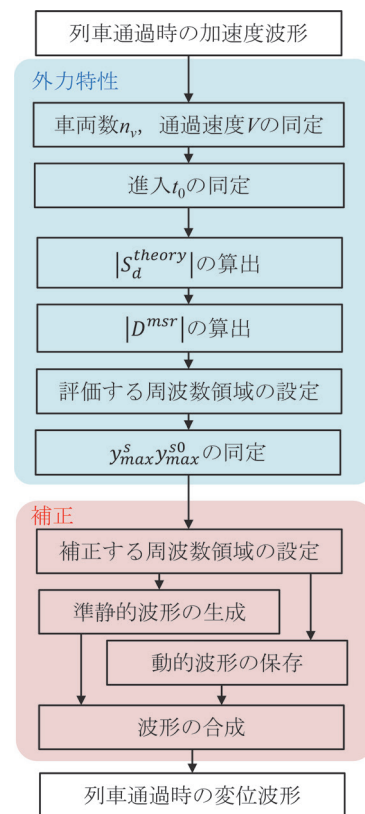 列車通過時の加速度波形
外力特性
車両数n_v，通過速度Vの同定
進入t_0の同定
|S_d^{theory}|の算出
|D^{msr}|の算出
評価する周波数領域の設定
y_{max}^{s}y_{max}^{s0}の同定
補正
補正する周波数領域の設定
準静的波形の生成
動的波形の保存
波形の合成
列車通過時の変位波形